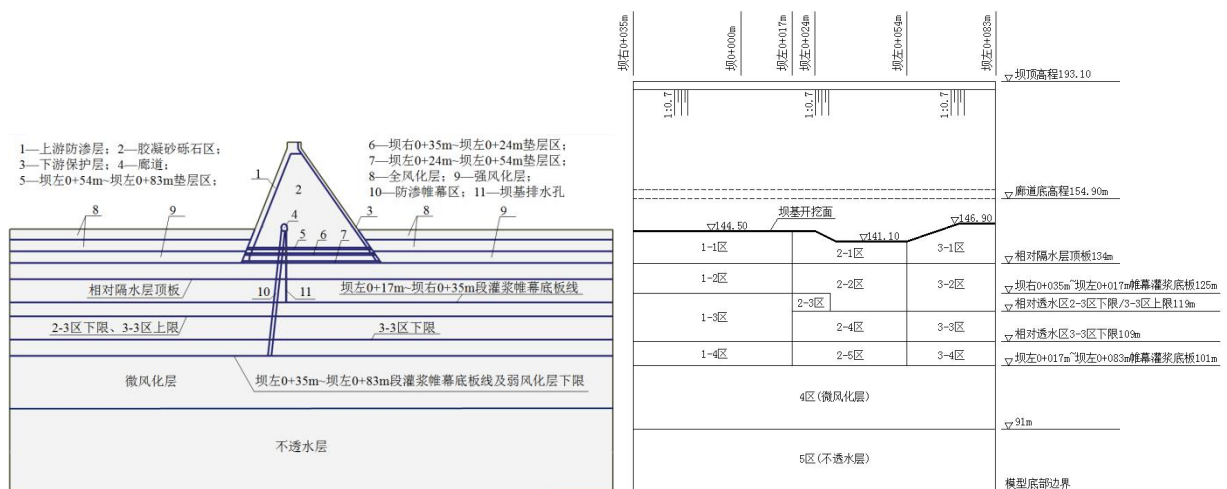 1—上游防渗层；2—胶凝砂砾石区；
3—下游保护层；4—廊道；
5—坝左0+54m~坝左0+83m垫层区；
6—坝右0+35m~坝左0+24m垫层区；
7—坝左0+24m~坝左0+54m垫层区；
8—全风化层；9—强风化层；
10—防渗帷幕区；11—坝基排水孔
1
2
8
9
4
3
8
9
5
6
7
相对隔水层顶板
10
11
坝左0+17m~坝右0+35m段灌浆帷幕底板线
2-3区下限、3-3区上限
3-3区下限
微风化层
坝左0+35m~坝左0+83m段灌浆帷幕底板线及弱风化层下限
不透水层
坝右0+035m
坝0+000m
坝左0+017m
坝左0+024m
坝左0+054m
坝左0+083m
坝顶高程193.10
1:0.7
1:0.7
1:0.7
廊道底高程154.90m
坝基开挖面
144.50
141.10
146.90
1-1区
2-1区
3-1区
相对隔水层顶板134m
1-2区
2-2区
3-2区
坝右0+035m~坝左0+017m帷幕灌浆底板125m
2-3区
相对透水区2-3区下限/3-3区上限119m
1-3区
2-4区
3-3区
相对透水区3-3区下限109m
1-4区
2-5区
3-4区
坝左0+017m~坝左0+083m帷幕灌浆底板101m
4区(微风化层)
91m
5区(不透水层)
模型底部边界